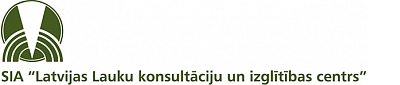 SIA “Latvijas Lauku konsultāciju un izglītības centrs”